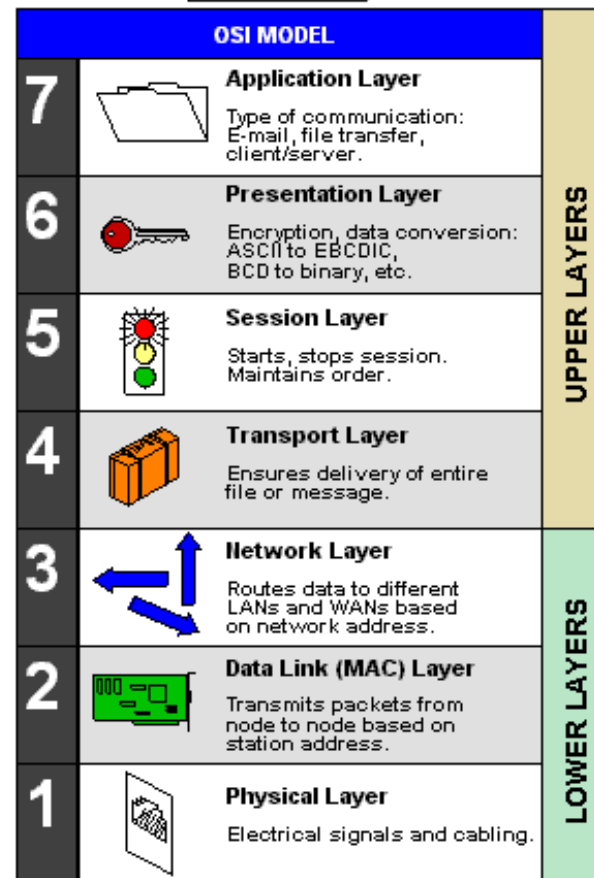 OSI MODEL
7
Application Layer
Type of communication:
E-mail, file transfer,
client/server.
6
Presentation Layer
Encryption, data conversion:
ASCII to EBCDIC,
BCD to binary, etc.
5
Session Layer
Starts, stops session.
Maintains order.
4
Transport Layer
Ensures delivery of entire
file or message.
UPPER LAYERS
3
Network Layer
Routes data to different
LANs and WANs based
on network address.
2
Data Link (MAC) Layer
Transmits packets from
node to node based on
station address.
1
Physical Layer
Electrical signals and cabling.
LOWER LAYERS